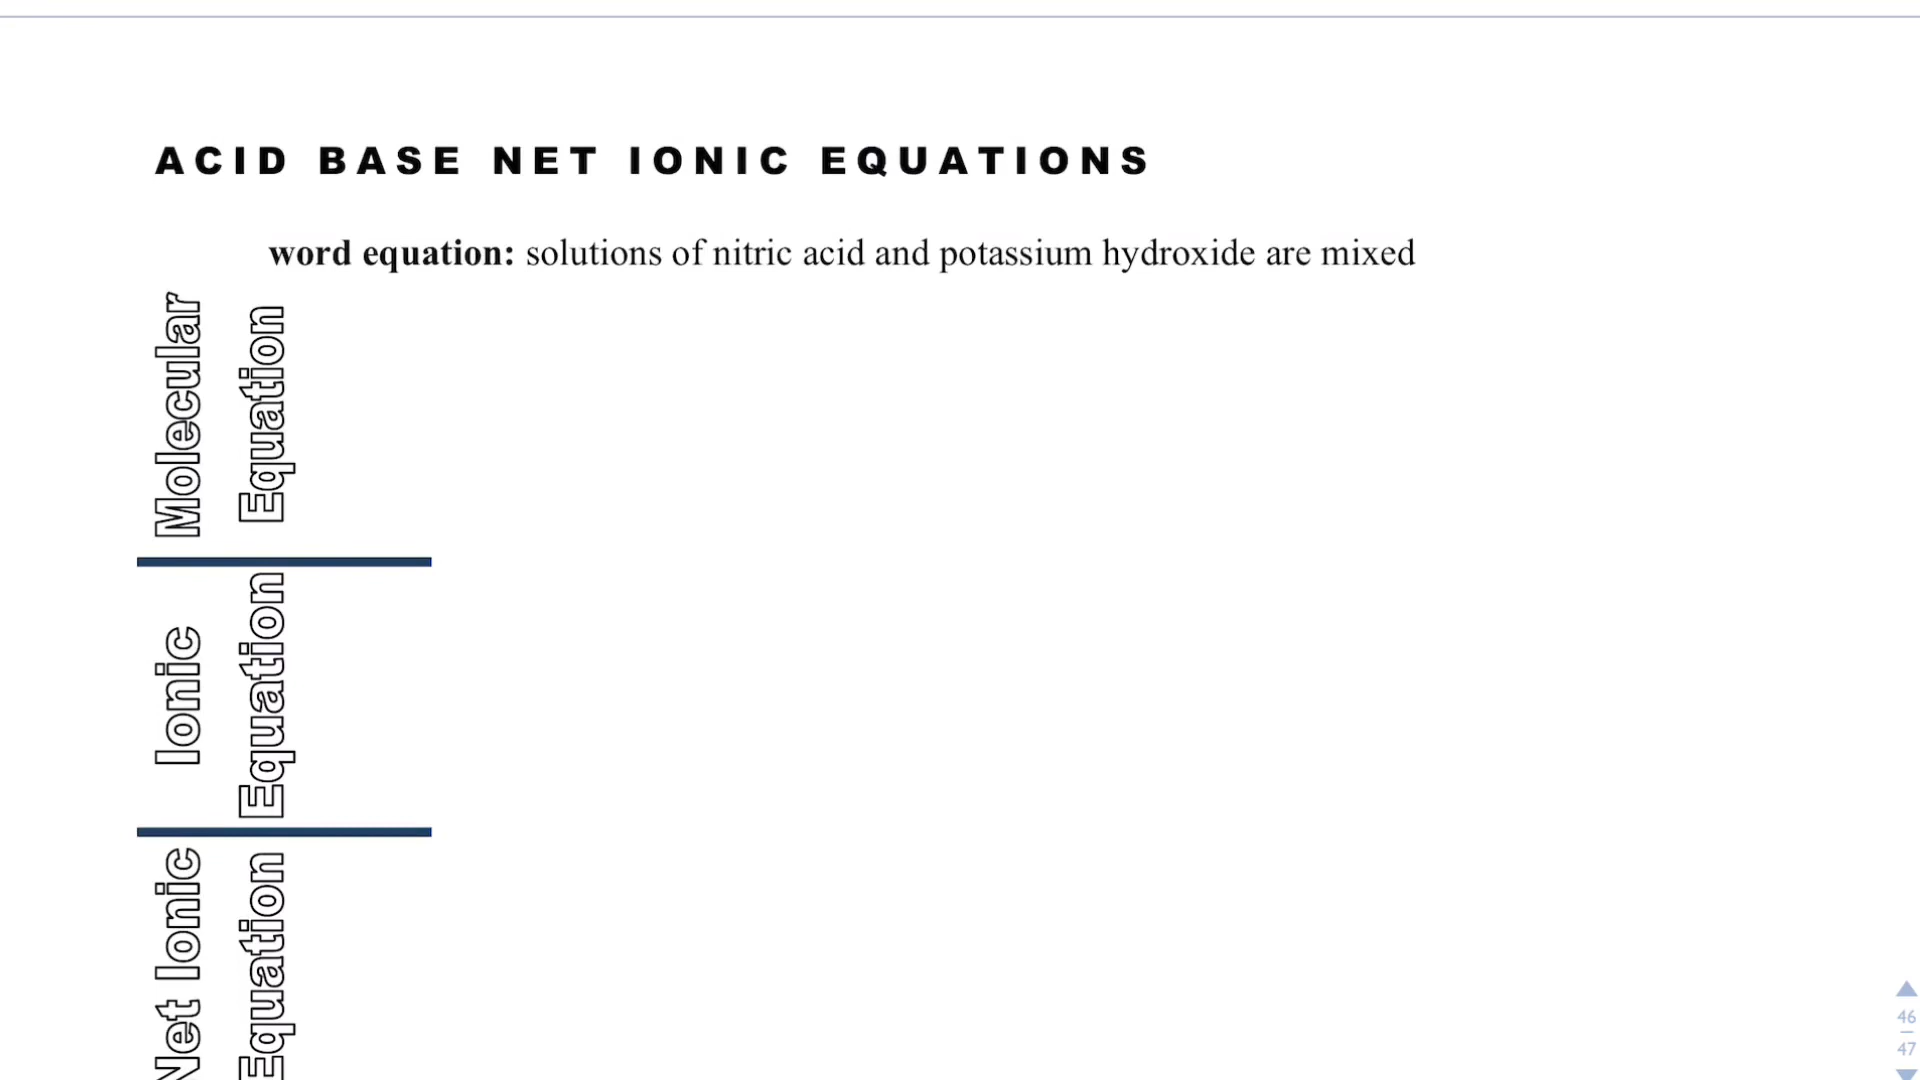 ACID BASE NET IONIC EQUATIONS
word equation: solutions of nitric acid and potassium hydroxide are mixed
Molecular
Equation
Ionic
Equation
Net Ionic
Equation
46
47